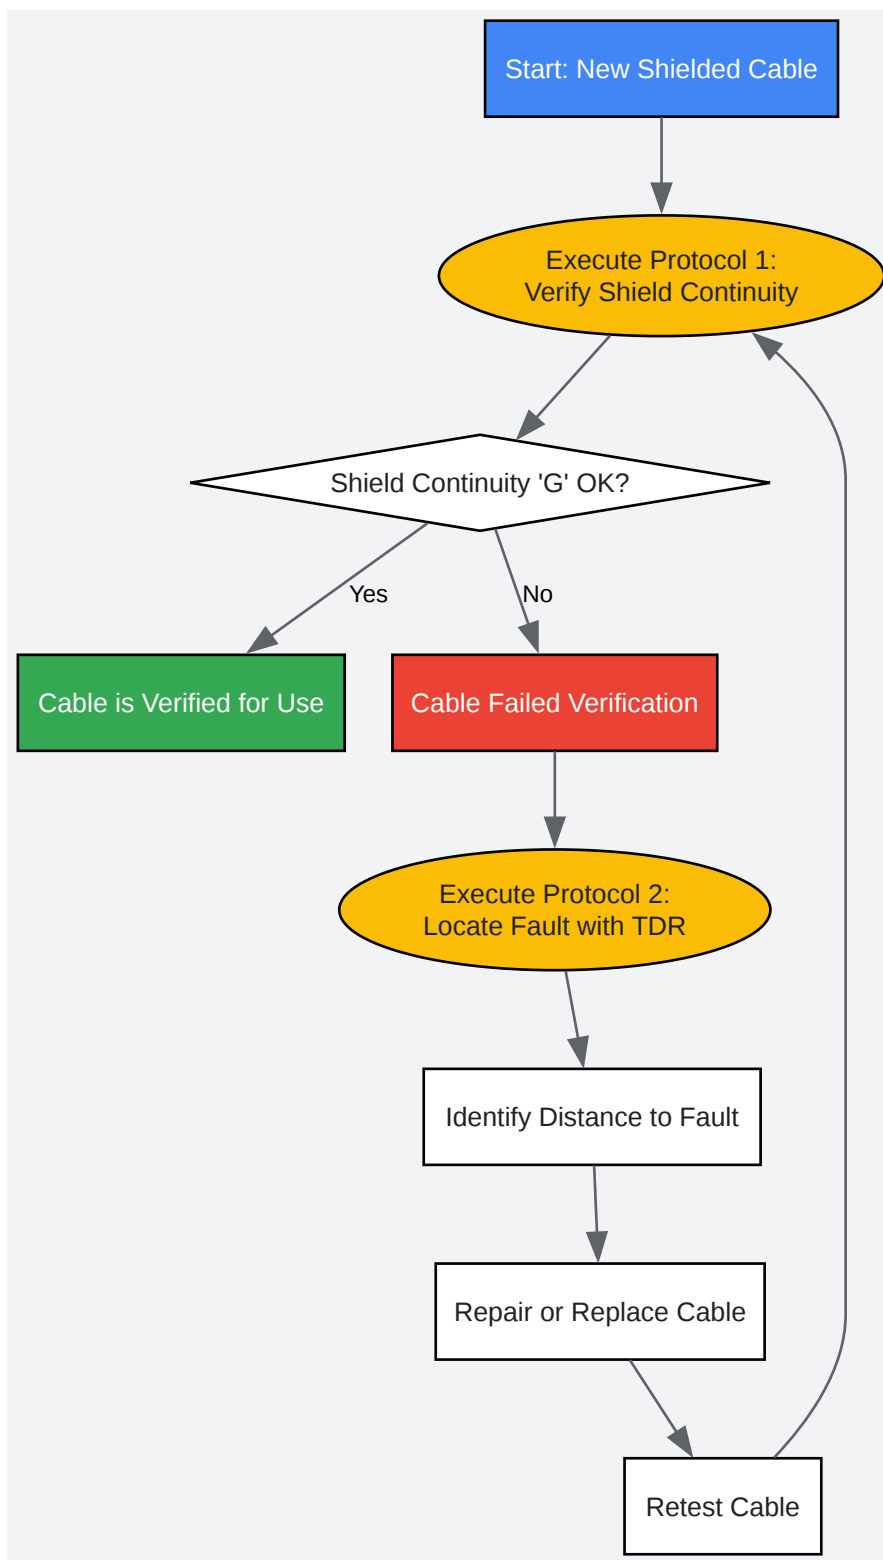 Start: New Shielded Cable
Execute Protocol 1:
Verify Shield Continuity
Shield Continuity 'G' OK?
Yes
No
Cable is Verified for Use
Cable Failed Verification
Execute Protocol 2:
Locate Fault with TDR
Identify Distance to Fault
Repair or Replace Cable
Retest Cable